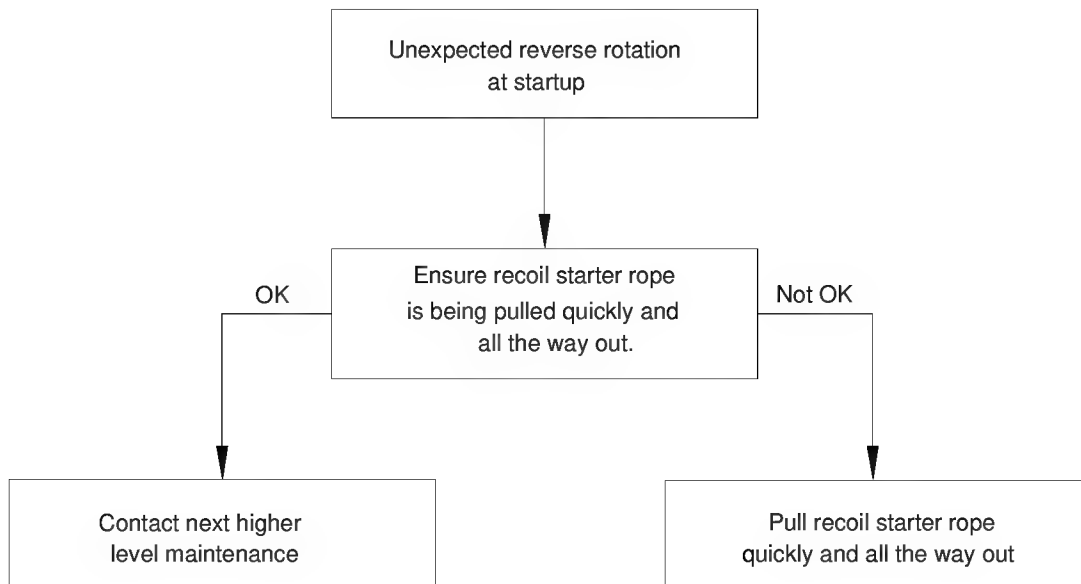 Unexpected reverse rotation
at startup
Ensure recoil starter rope
is being pulled quickly and
all the way out.
OK
Not OK
Contact next higher
level maintenance
Pull recoil starter rope
quickly and all the way out